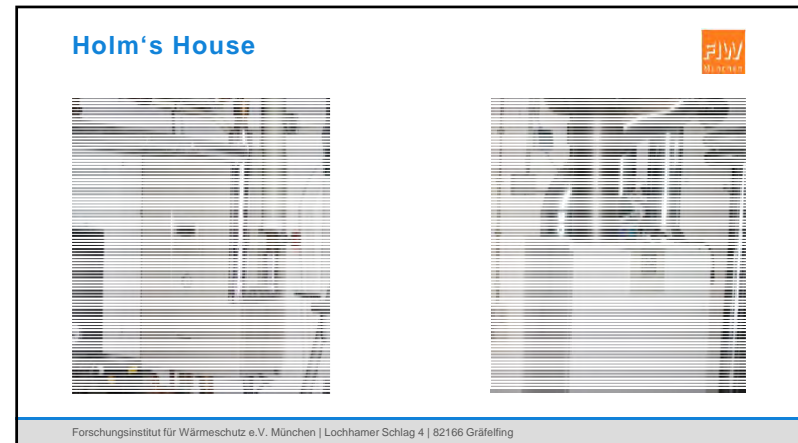 Holm‘s House
FIW
München
Forschungsinstitut für Wärmeschutz e.V. München | Lochhamer Schlag 4 | 82166 Gräfelfing